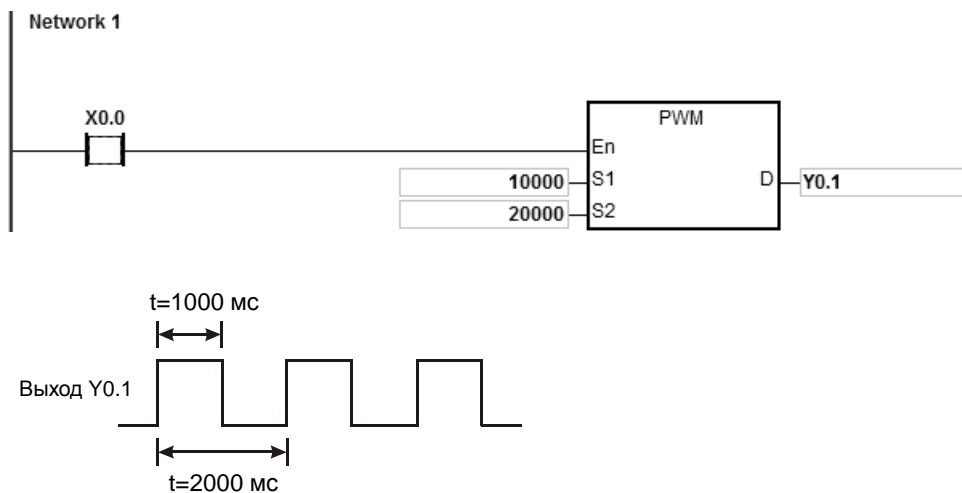 Network 1
X0.0
PWM
En
10000 S1 D Y0.1
20000 S2
t=1000 мс
Выход Y0.1
t=2000 мс